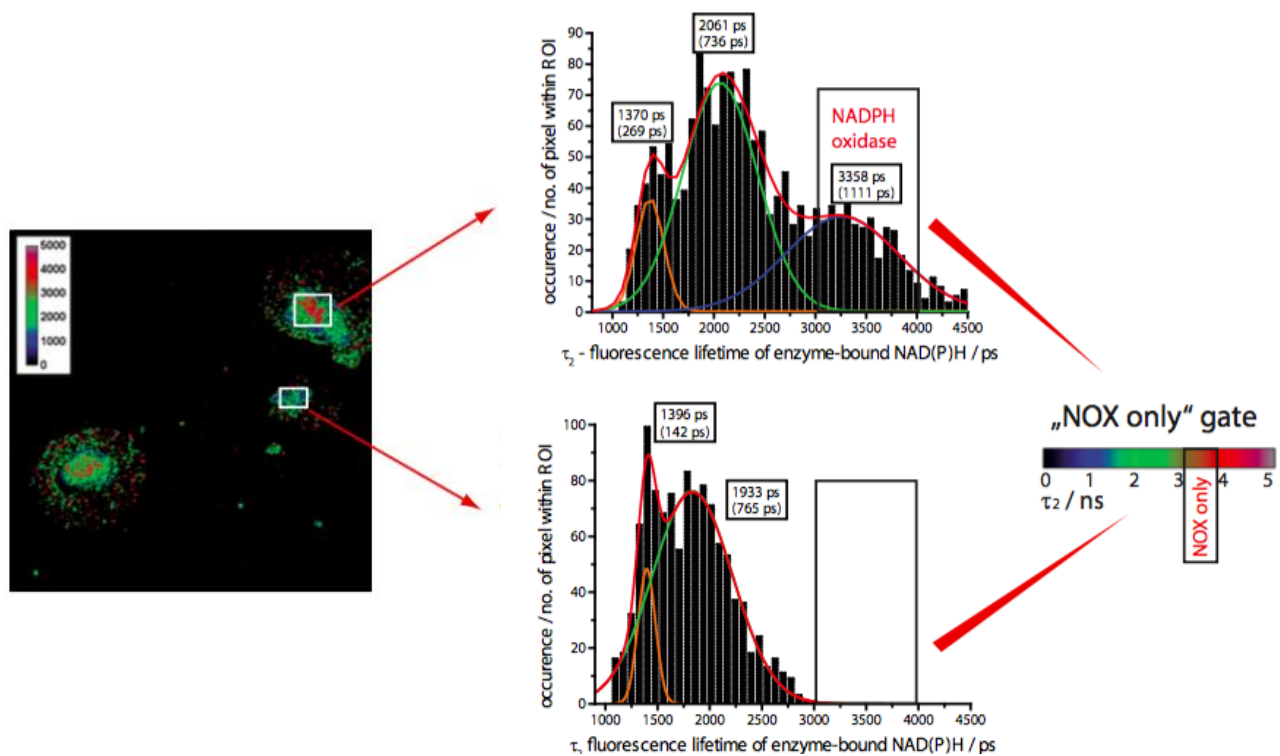 5000
4000
3000
2000
1000
0
2061 ps
(736 ps)
1370 ps
(269 ps)
NADPH
oxidase
3358 ps
(1111 ps)
occurence / no. of pixel within ROI
90
80
70
60
50
40
30
20
10
0
1000 1500 2000 2500 3000 3500 4000 4500
τ2 - fluorescence lifetime of enzyme-bound NAD(P)H / ps
1396 ps
(142 ps)
1933 ps
(765 ps)
occurence / no. of pixel within ROI
100
80
60
40
20
0
1000 1500 2000 2500 3000 3500 4000 4500
fluorescence lifetime of enzyme-bound NAD(P)H / ps
„NOX only“ gate
0 1 2 3 4 5
τ2 / ns
NOX only